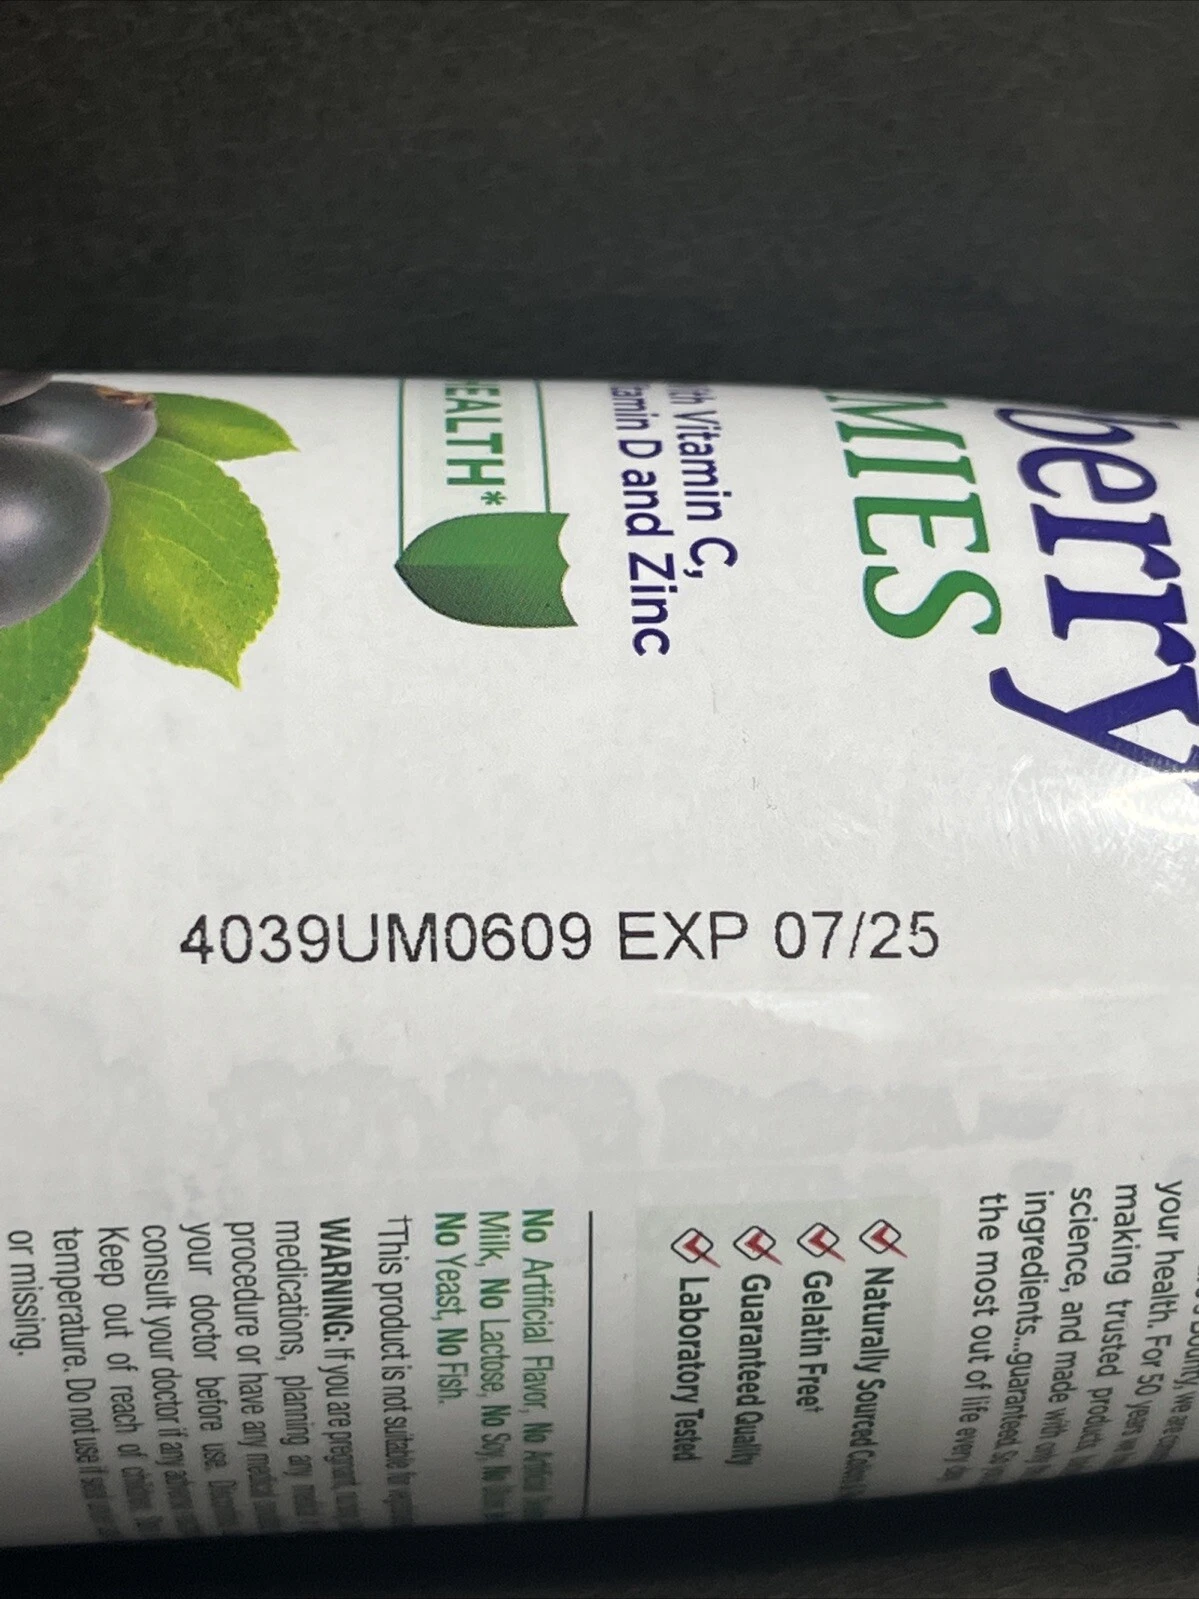 berry
MIES
Vitamin C,
D and Zinc
HEALTH*
4039UM0609 EXP 07/25
your health. For 50 years
making trusted products
science, and made with only
ingredients...guaranteed.
the most out of life every
Naturally Sourced
Gelatin Free†
Guaranteed Quality
Laboratory Tested
No Artificial Flavor, No Artificial
Milk, No Lactose, No Soy, No
No Yeast, No Fish.
†This product is not suitable for
WARNING: If you are pregnant,
medications, planning any
procedure or have any medical
your doctor before use.
consult your doctor if any
Keep out of reach of children.
temperature. Do not use if seal
or missing.